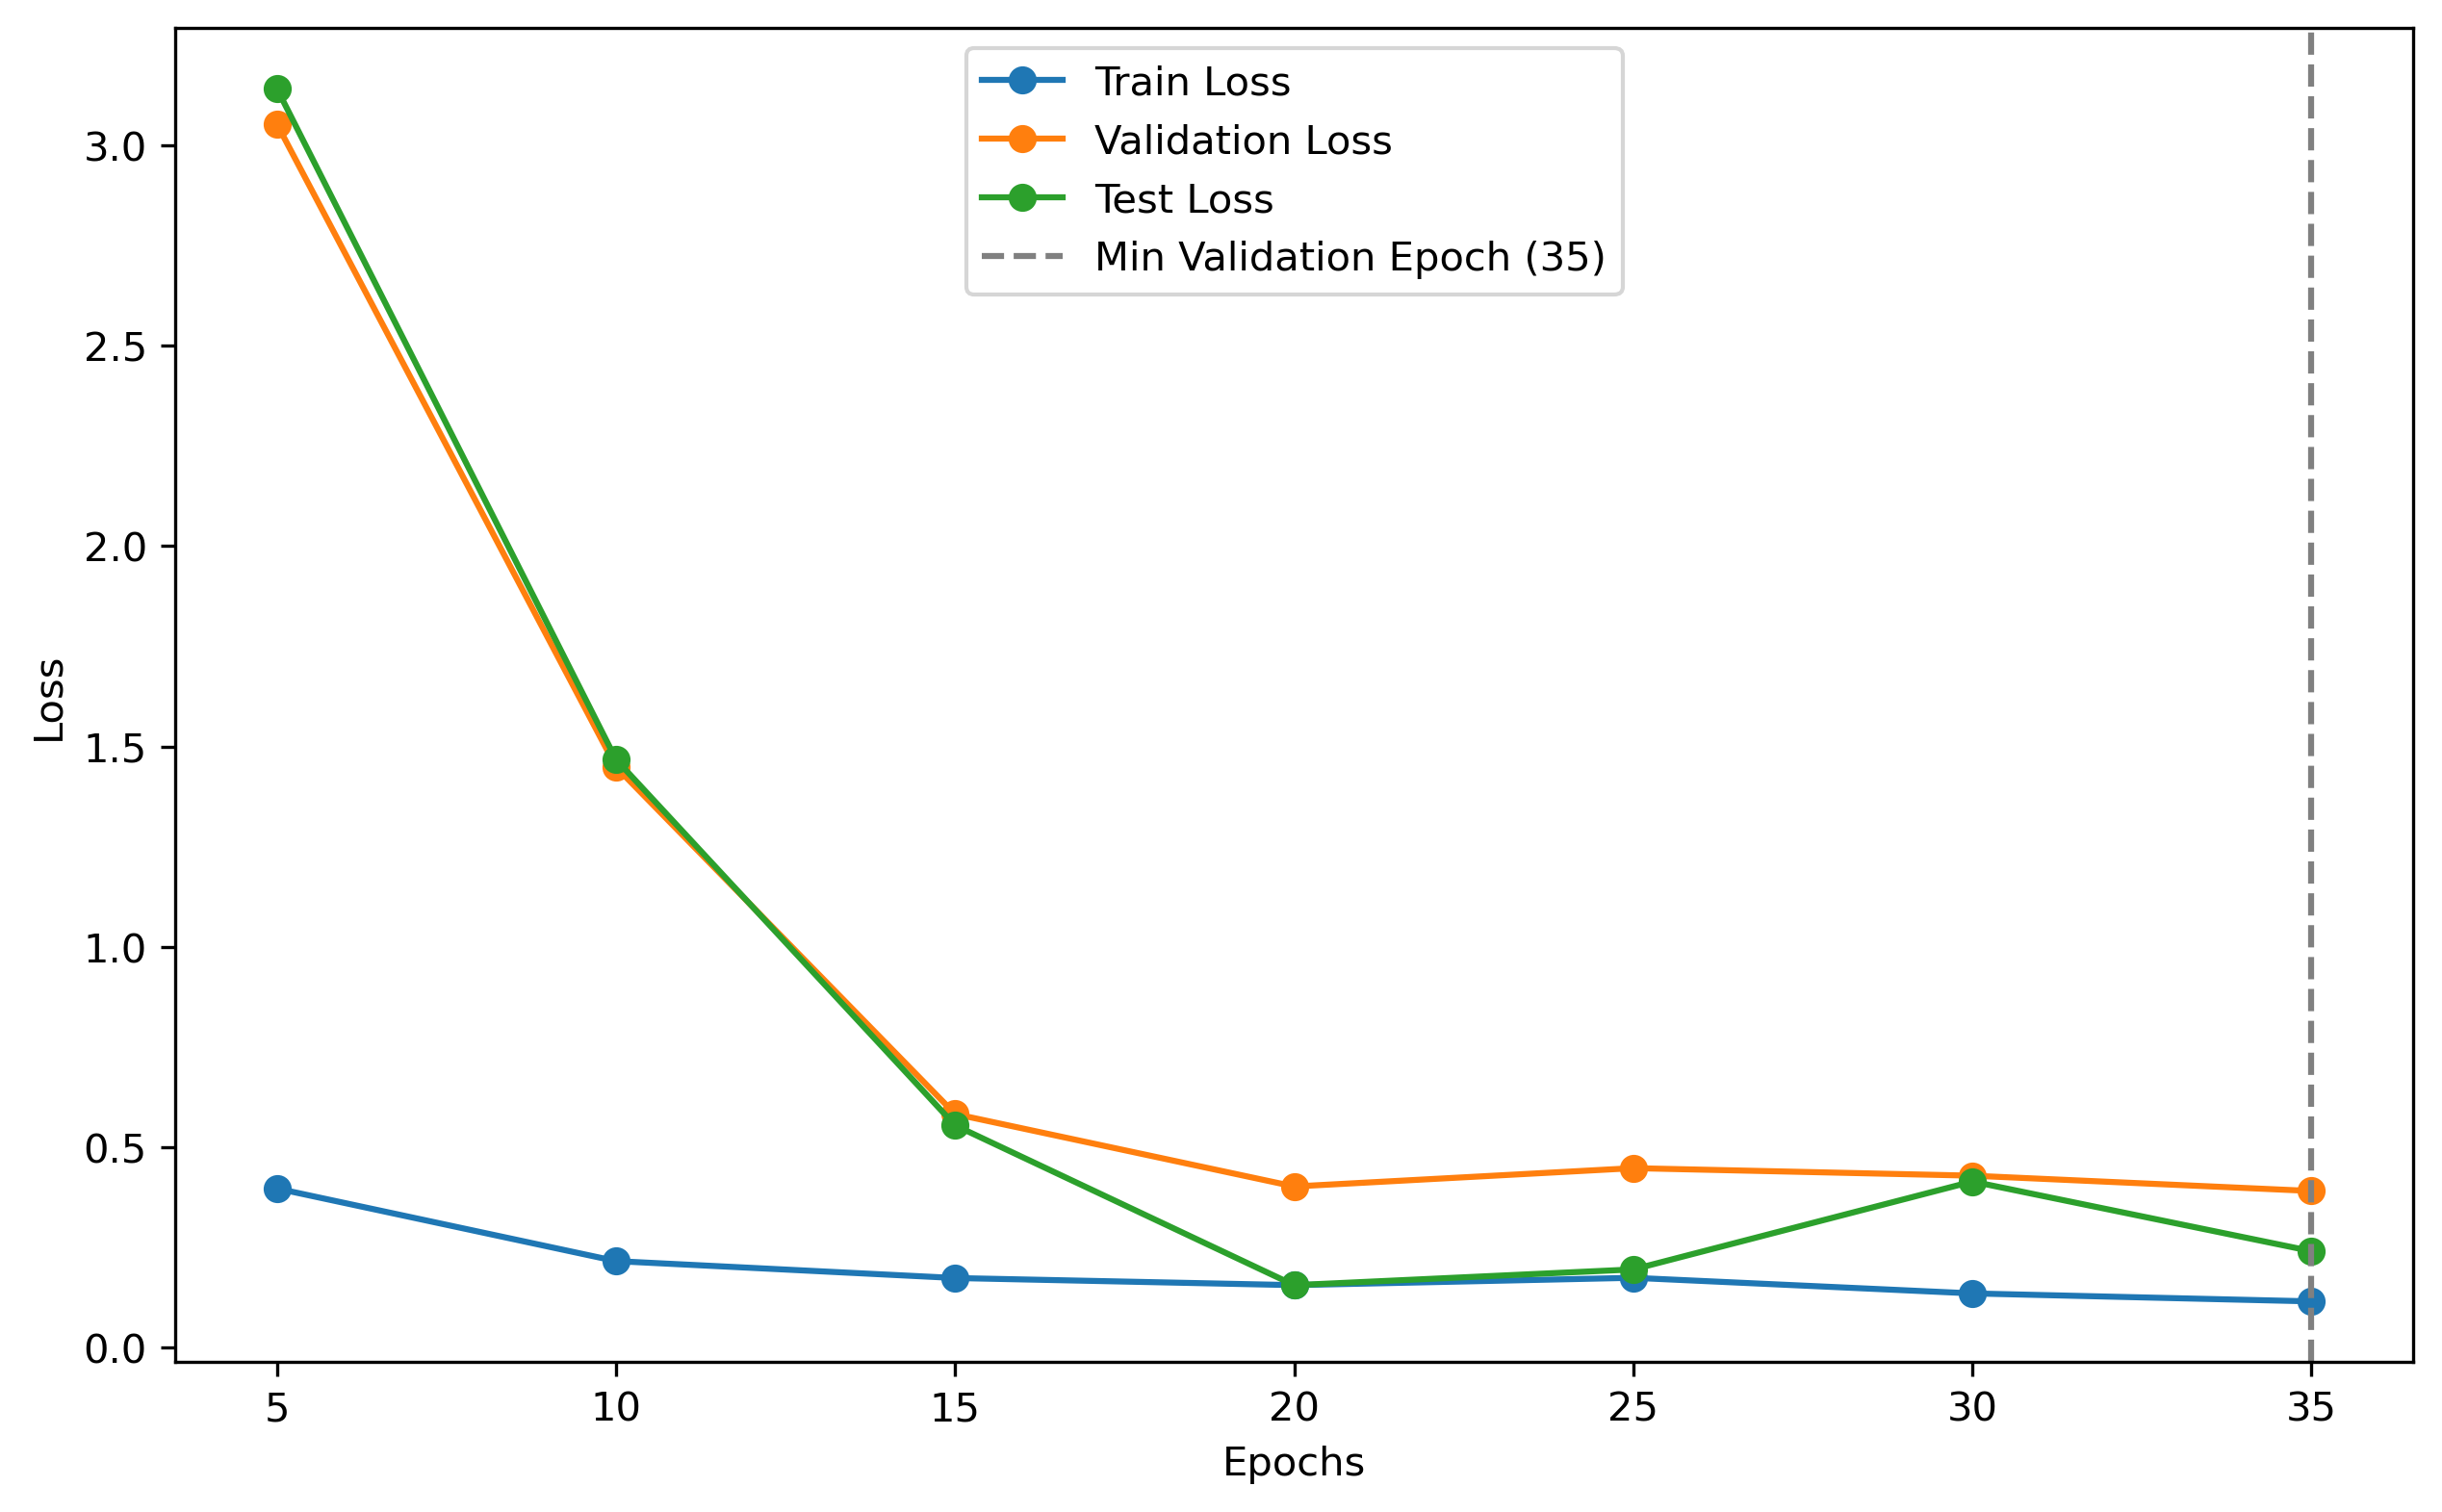 Train Loss
Validation Loss
Test Loss
Min Validation Epoch (35)
3.0
2.5
2.0
1.5
1.0
0.5
0.0
Loss
5 10 15 20 25 30 35
Epochs